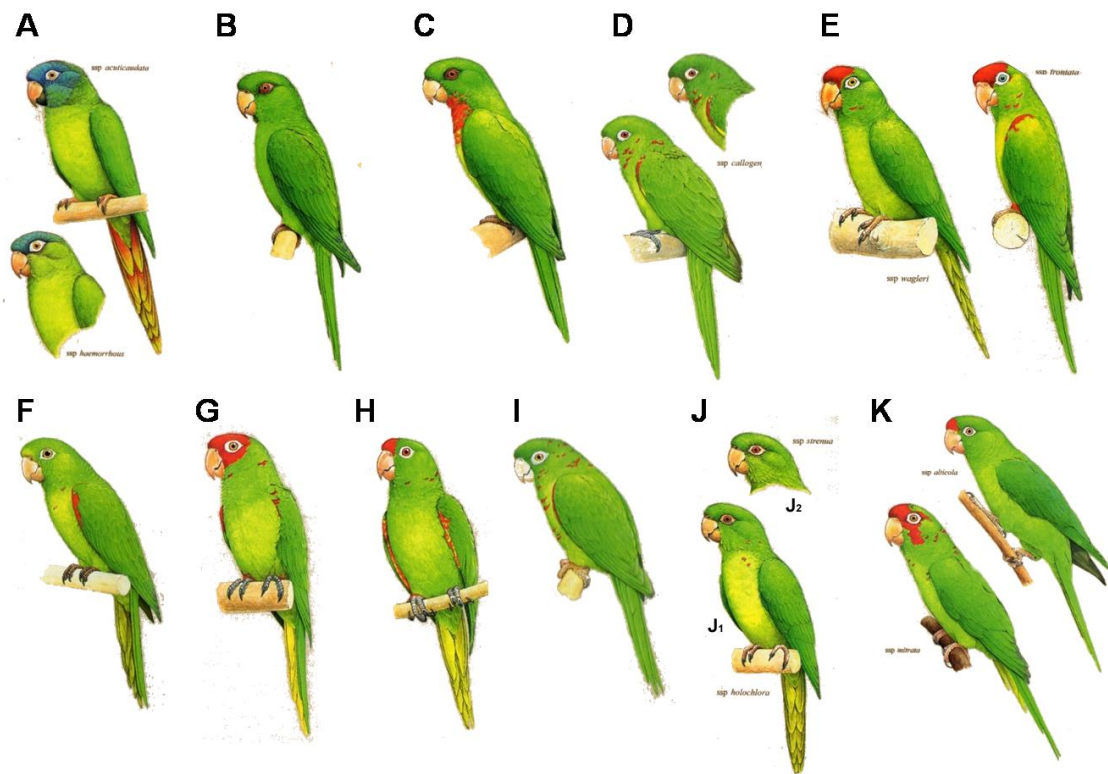 A
B
C
D
E
ssp acuticaudata
ssp haemorrhous
ssp callogen
ssp wagleri
ssp frontata
F
G
H
I
J
K
ssp strenua
J2
J1
ssp holochlora
ssp alticola
ssp mitrata